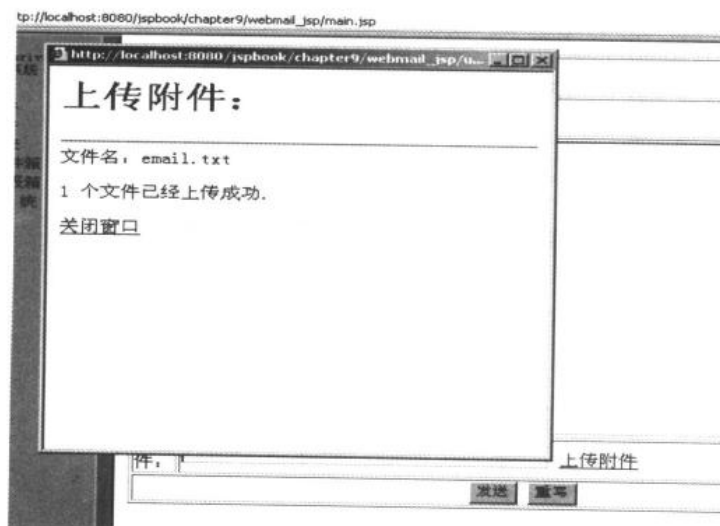 tp://localhost:8080/jspbook/chapter9/webmail_jsp/main.jsp
http://localhost:8080/jspbook/chapter9/webmail_jsp/u...
上传附件：
文件名：email.txt
1 个文件已经上传成功.
关闭窗口
件： 上传附件
发送 重写